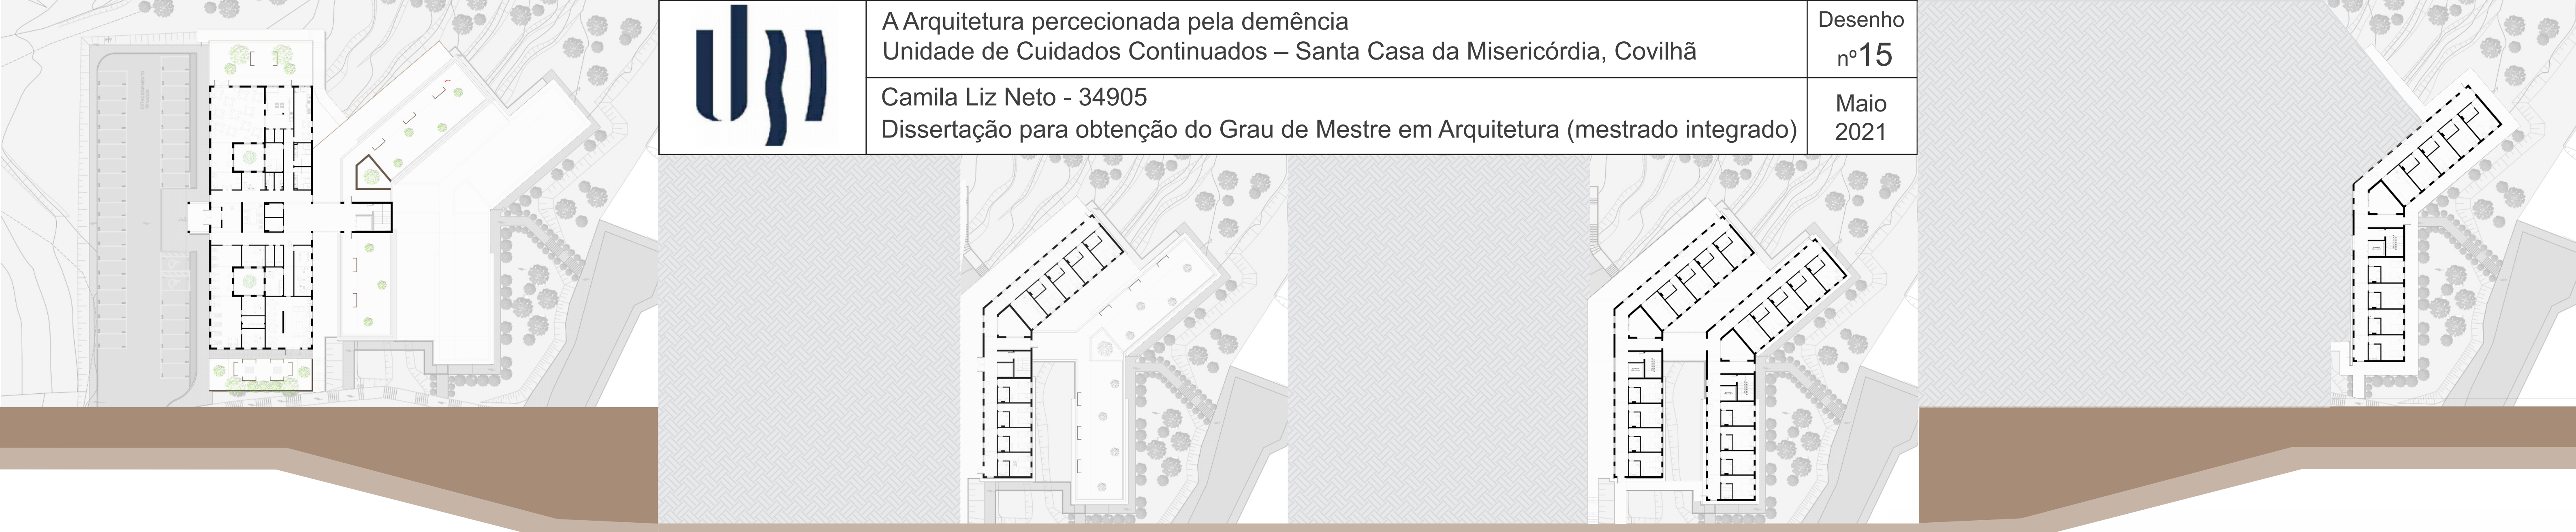 ubi
A Arquitetura percecionada pela demência
Unidade de Cuidados Continuados – Santa Casa da Misericórdia, Covilhã
Camila Liz Neto - 34905
Dissertação para obtenção do Grau de Mestre em Arquitetura (mestrado integrado)
Desenho
nº15
Maio
2021